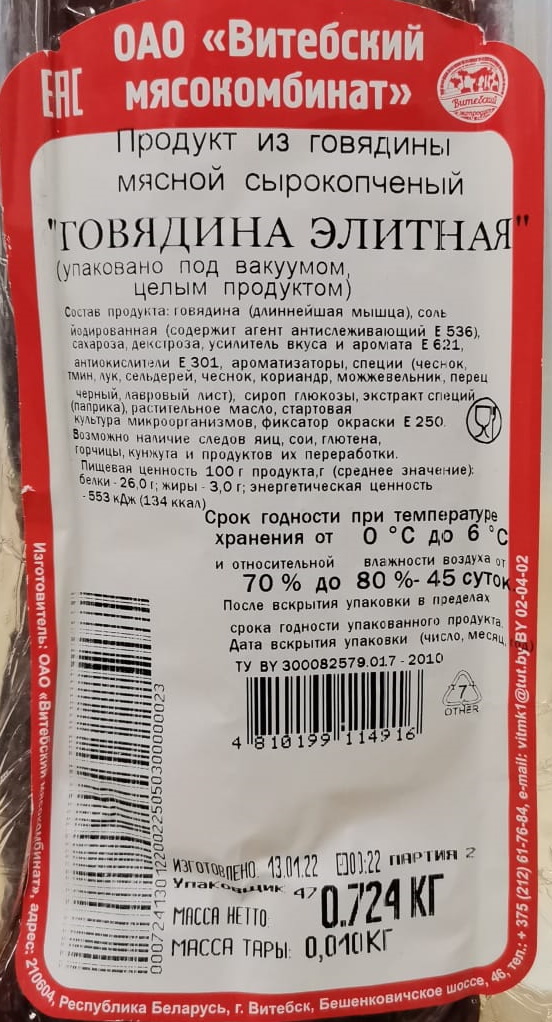 ОАО «Витебский
мясокомбинат»
EAC
Витебский
Продукт из говядины
мясной сырокопченый
"ГОВЯДИНА ЭЛИТНАЯ"
(упаковано под вакуумом,
целым продуктом)
Состав продукта: говядина (длиннейшая мышца), соль
йодированная (содержит агент антислеживающий Е 536),
сахароза, декстроза, усилитель вкуса и аромата Е 621,
антиокислители Е 301, ароматизаторы, специи (чеснок,
тмин, лук, сельдерей, чеснок, кориандр, можжевельник, перец
черный, лавровый лист), сироп глюкозы, экстракт специй
(паприка), растительное масло, стартовая
культура микроорганизмов, фиксатор окраски Е 250.
Возможно наличие следов яиц, сои, глютена,
горчицы, кунжута и продуктов их переработки.
Пищевая ценность 100 г продукта,г (среднее значение):
белки - 26,0 г; жиры - 3,0 г; энергетическая ценность
- 553 кДж (134 ккал)
Срок годности при температуре
хранения от 0 °С до 6 °С
и относительной влажности воздуха от
70 % до 80 %- 45 суток
После вскрытия упаковки в пределах
срока годности упакованного продукта.
Дата вскрытия упаковки (число, месяц, год)
ТУ BY 300082579.017 - 2010
7
OTHER
4 810199 114916
ИЗГОТОВЛЕНО: 13.01.22 ПАРТИЯ 2
Упаковщик 47
МАССА НЕТТО: 0.724 КГ
МАССА ТАРЫ: 0,010КГ
Изготовитель: ОАО «Витебский мясокомбинат», адрес: 210604, Республика Беларусь, г. Витебск, Бешенковичское шоссе, 46, тел.: + 375 (212) 61-76-84, e-mail: vitmk1@tut.by BY 02-04-02